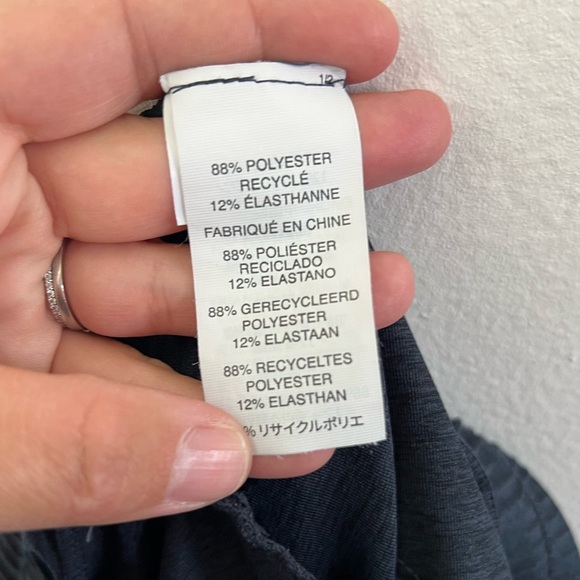 88% POLYESTER
RECYCLÉ
12% ÉLASTHANNE
FABRIQUÉ EN CHINE
88% POLIÉSTER
RECICLADO
12% ELASTANO
88% GERECYCLEERD
POLYESTER
12% ELASTAAN
88% RECYCELTES
POLYESTER
12% ELASTHAN
% リサイクルポリエ